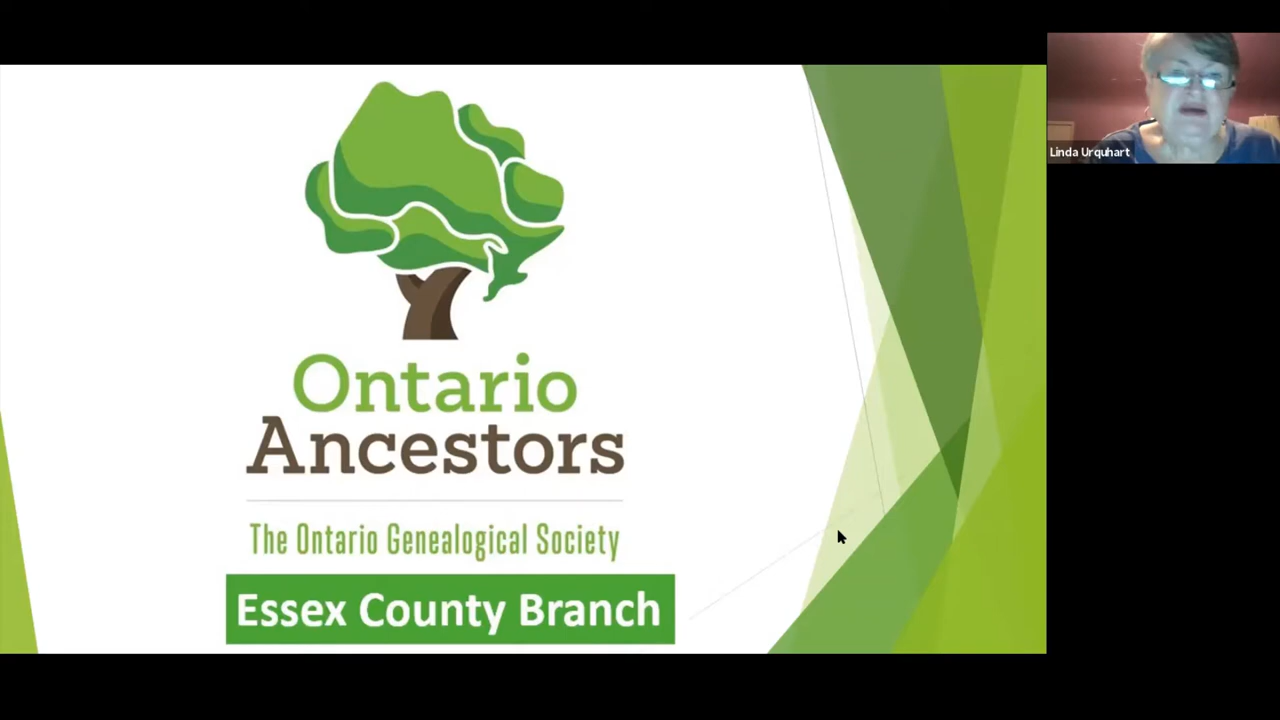 Linda Urquhart
Ontario
Ancestors
The Ontario Genealogical Society
Essex County Branch